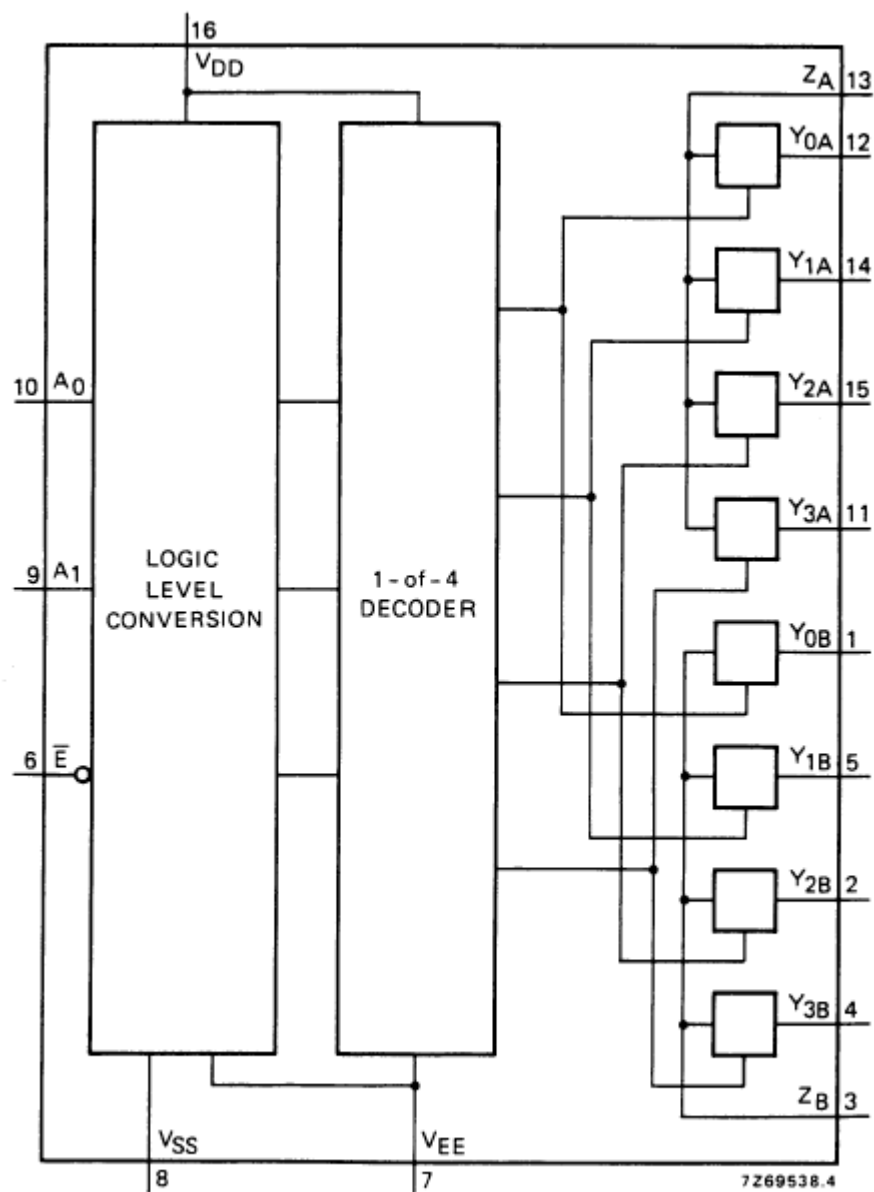 16
VDD
ZA 13
Y0A 12
Y1A 14
10 A0
Y2A 15
Y3A 11
9 A1
LOGIC
LEVEL
CONVERSION
1-of-4
DECODER
Y0B 1
6 E̅
Y1B 5
Y2B 2
Y3B 4
ZB 3
VSS
VEE
8
7
7Z69538.4